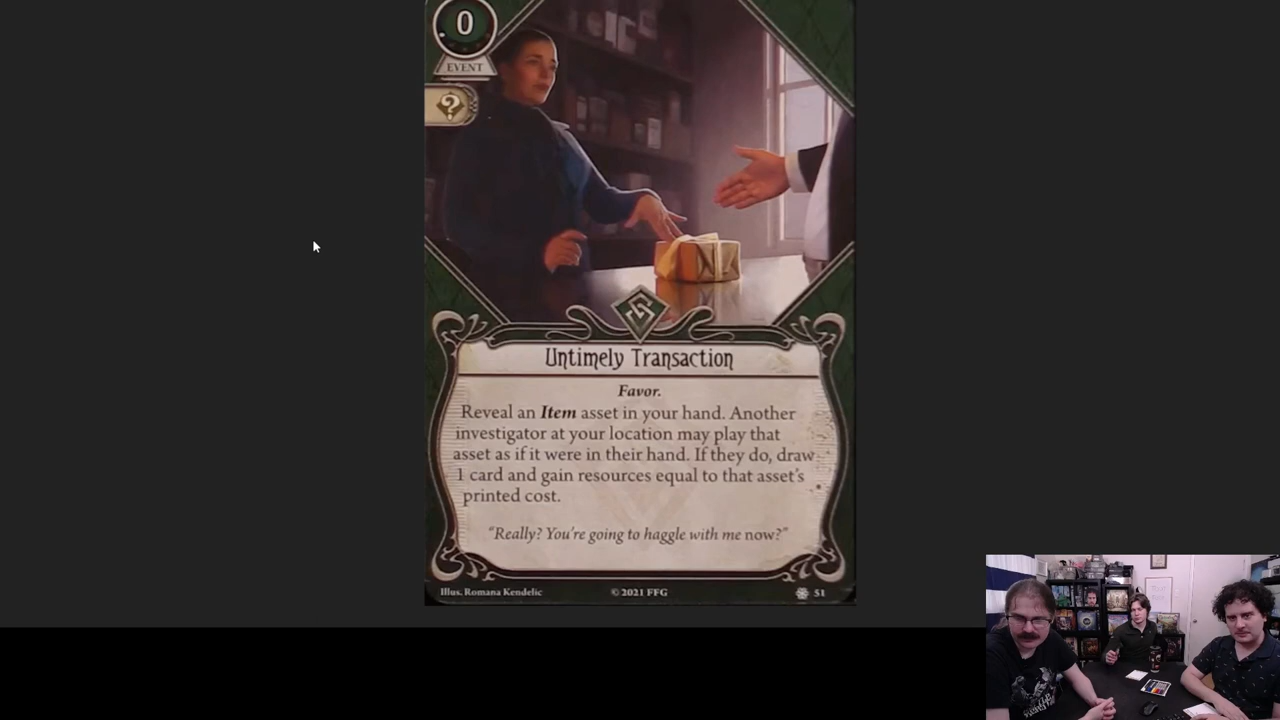 0
EVENT
?
Untimely Transaction
Favor.
Reveal an Item asset in your hand. Another
investigator at your location may play that
asset as if it were in their hand. If they do, draw
1 card and gain resources equal to that asset's
printed cost.
"Really? You're going to haggle with me now?"
Illus. Romana Kendelic © 2021 FFG 51